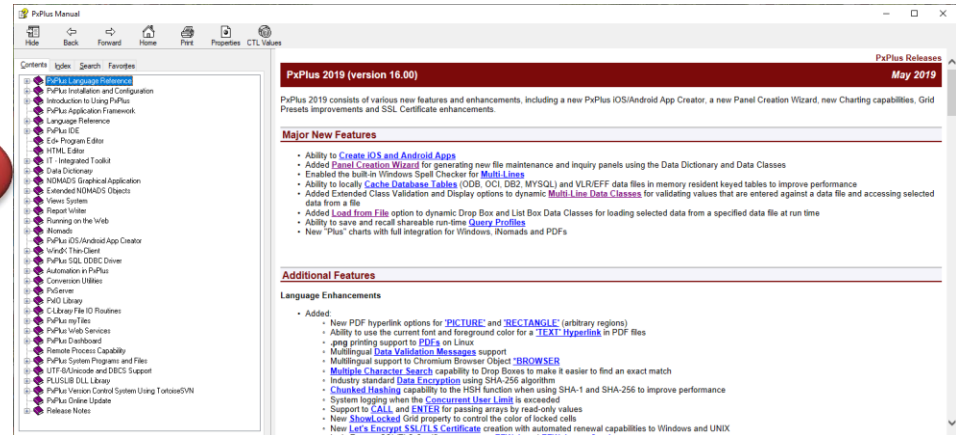 PxPlus Manual
Hide Back Forward Home Print Properties CTL Values
Contents Index Search Favorites
PxPlus Language Reference
PxPlus Installation and Configuration
Introduction to Using PxPlus
PxPlus Application Framework
Language Reference
PxPlus IDE
Ed+ Program Editor
HTML Editor
IT - Integrated Toolkit
Data Dictionary
NOMADS Graphical Application
Extended NOMADS Objects
Views System
Report Writer
Running on the Web
iNomads
PxPlus iOS/Android App Creator
WindX Thin-Client
PxPlus SQL ODBC Driver
Automation in PxPlus
Conversion Utilities
PxServer
PxIO Library
C-Library File IO Routines
PxPlus myTiles
PxPlus Web Services
PxPlus Dashboard
Remote Process Capability
PxPlus System Programs and Files
UTF-8/Unicode and DBCS Support
PLUSLIB DLL Library
PxPlus Version Control System Using TortoiseSVN
PxPlus Online Update
Release Notes
PxPlus Releases
PxPlus 2019 (version 16.00) May 2019
PxPlus 2019 consists of various new features and enhancements, including a new PxPlus iOS/Android App Creator, a new Panel Creation Wizard, new Charting capabilities, Grid
Presets improvements and SSL Certificate enhancements.
Major New Features
• Ability to Create iOS and Android Apps
• Added Panel Creation Wizard for generating new file maintenance and inquiry panels using the Data Dictionary and Data Classes
• Enabled the built-in Windows Spell Checker for Multi-Lines
• Ability to locally Cache Database Tables (ODB, OCI, DB2, MYSQL) and VLR/EFF data files in memory resident keyed tables to improve performance
• Added Extended Class Validation and Display options to dynamic Multi-Line Data Classes for validating values that are entered against a data file and accessing selected
data from a file
• Added Load from File option to dynamic Drop Box and List Box Data Classes for loading selected data from a specified data file at run time
• Ability to save and recall shareable run-time Query Profiles
• New "Plus" charts with full integration for Windows, iNomads and PDFs
Additional Features
Language Enhancements
• Added:
• New PDF hyperlink options for 'PICTURE' and 'RECTANGLE' (arbitrary regions)
• Ability to use the current font and foreground color for a 'TEXT' Hyperlink in PDF files
• .png printing support to PDFs on Linux
• Multilingual Data Validation Messages support
• Multilingual support to Chromium Browser Object *BROWSER
• Multiple Character Search capability to Drop Boxes to make it easier to find an exact match
• Industry standard Data Encryption using SHA-256 algorithm
• Chunked Hashing capability to the HSH function when using SHA-1 and SHA-256 to improve performance
• System logging when the Concurrent User Limit is exceeded
• Support to CALL and ENTER for passing arrays by read-only values
• New ShowLocked Grid property to control the color of locked cells
• New Let's Encrypt SSL/TLS Certificate creation with automated renewal capabilities to Windows and UNIX